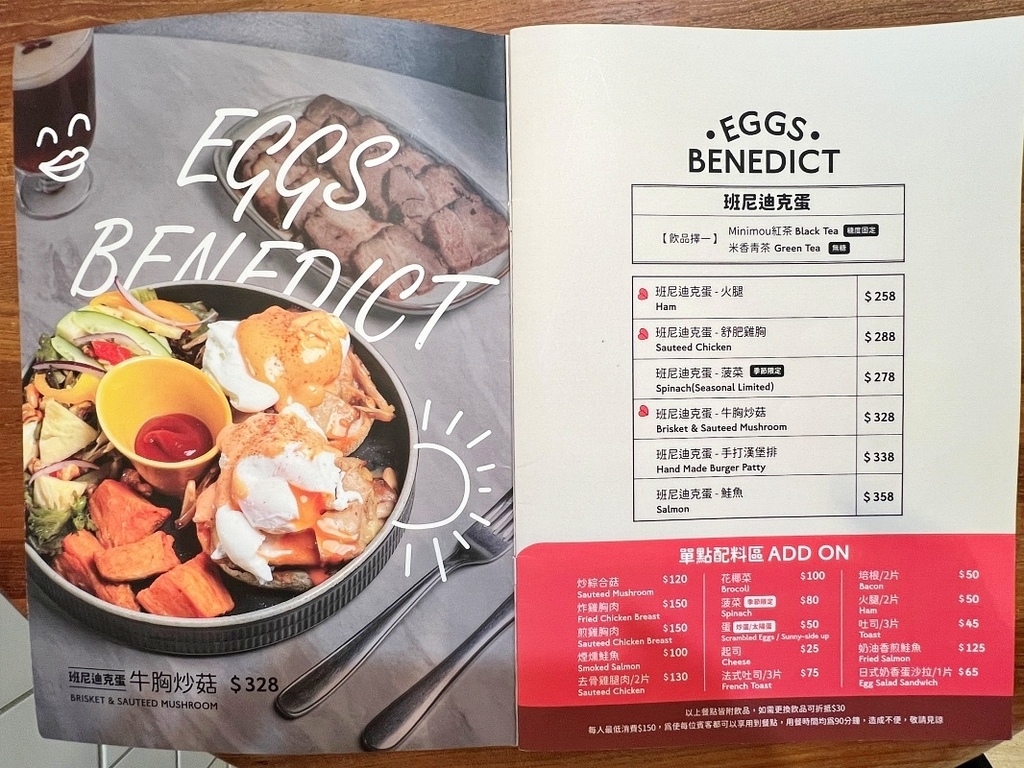 EGGS
BENEDICT
班尼迪克蛋 牛胸炒菇 $328
BRISKET & SAUTEED MUSHROOM
•EGGS•
BENEDICT
班尼迪克蛋
【飲品擇一】
Minimou紅茶 Black Tea 糖度固定
米香青茶 Green Tea 無糖
班尼迪克蛋 - 火腿 $258
Ham
班尼迪克蛋 - 舒肥雞胸 $288
Sauteed Chicken
班尼迪克蛋 - 菠菜 季節限定 $278
Spinach(Seasonal Limited)
班尼迪克蛋 - 牛胸炒菇 $328
Brisket & Sauteed Mushroom
班尼迪克蛋 - 手打漢堡排 $338
Hand Made Burger Patty
班尼迪克蛋 - 鮭魚 $358
Salmon
單點配料區 ADD ON
炒綜合菇 $120
Sauteed Mushroom
炸雞胸肉 $150
Fried Chicken Breast
煎雞胸肉 $150
Sauteed Chicken Breast
煙燻鮭魚 $100
Smoked Salmon
去骨雞腿肉/2片 $130
Sauteed Chicken
花椰菜 $100
Brocoli
菠菜 季節限定 $80
Spinach
蛋 炒蛋/太陽蛋 $50
Scrambled Eggs / Sunny-side up
起司 $25
Cheese
法式吐司/3片 $75
French Toast
培根/2片 $50
Bacon
火腿/2片 $50
Ham
吐司/3片 $45
Toast
奶油香煎鮭魚 $125
Fried Salmon
日式奶香蛋沙拉/1片 $65
Egg Salad Sandwich
以上餐點皆附飲品，如需更換飲品可折抵$30
每人最低消費$150，為使每位賓客都可以享用到餐點，用餐時間均為90分鐘，造成不便，敬請見諒